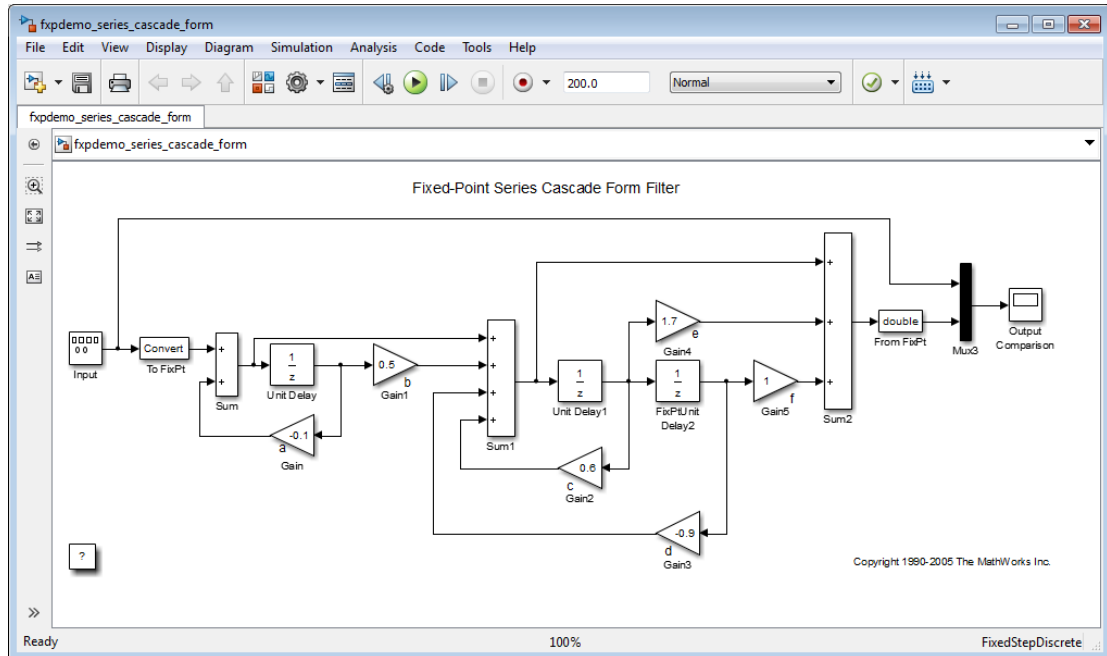 fxpdemo_series_cascade_form
File Edit View Display Diagram Simulation Analysis Code Tools Help
200.0 Normal
fxpdemo_series_cascade_form
fxpdemo_series_cascade_form
Fixed-Point Series Cascade Form Filter
Input
Convert
To FixPt
+
+
Sum
1
z
Unit Delay
0.5
b
Gain1
-0.1
a
Gain
+
+
+
+
Sum1
1
z
Unit Delay1
1
z
FixPtUnit
Delay2
1.7
e
Gain4
1
f
Gain5
0.6
c
Gain2
-0.9
d
Gain3
+
+
+
Sum2
double
From FixPt
Mux3
Output
Comparison
?
Copyright 1990-2005 The MathWorks Inc.
Ready 100% FixedStepDiscrete